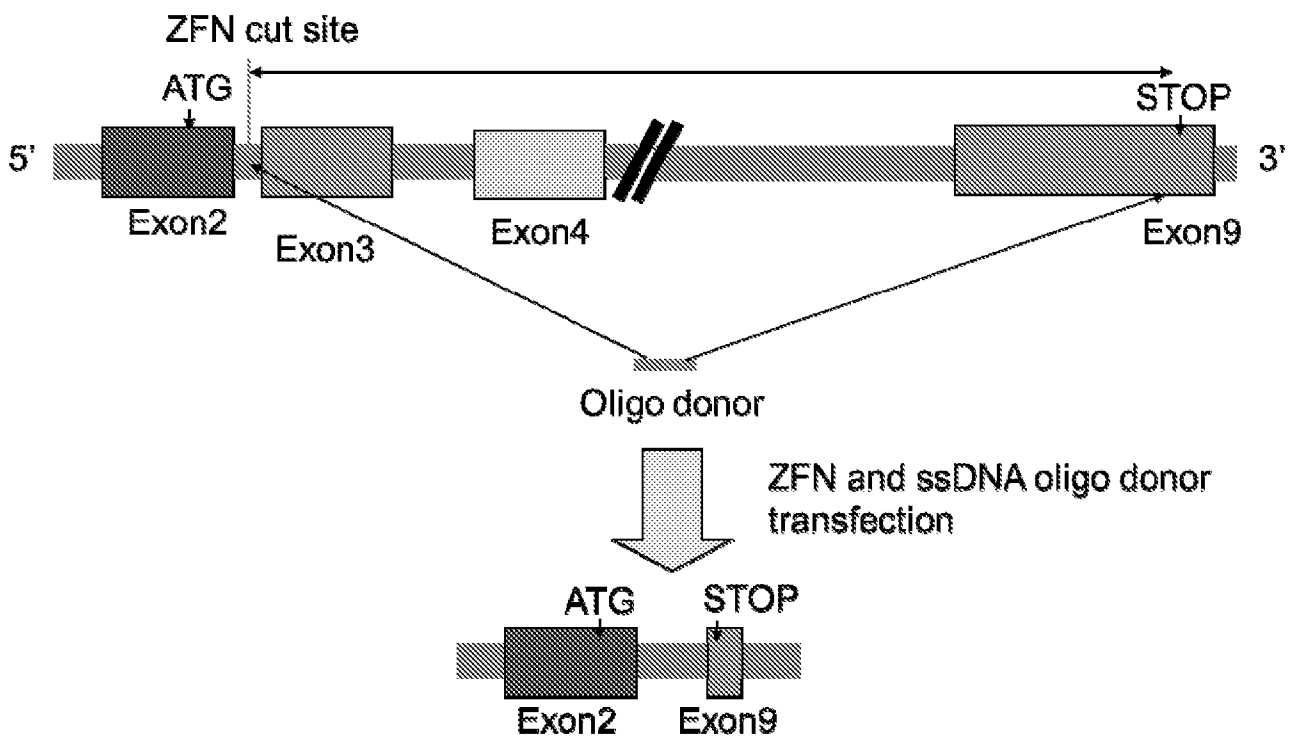 ZFN cut site
ATG
STOP
5’
3’
Exon2
Exon3
Exon4
Exon9
Oligo donor
ZFN and ssDNA oligo donor
transfection
ATG
STOP
Exon2
Exon9